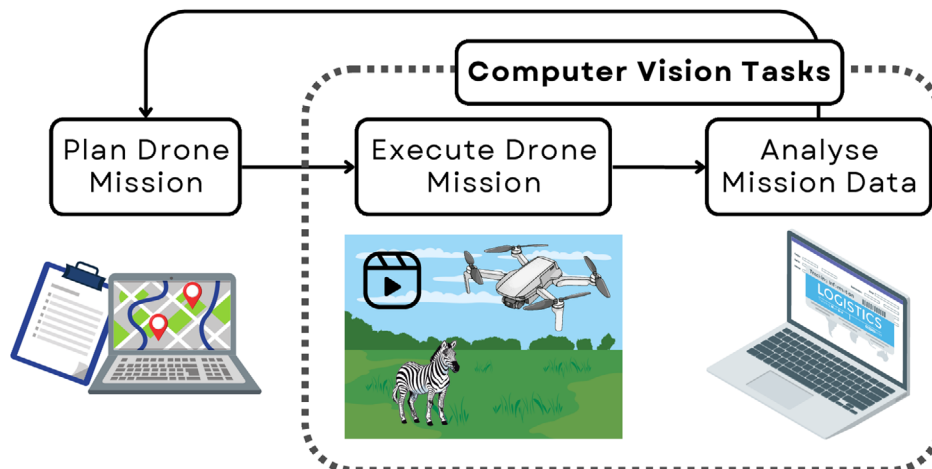 Computer Vision Tasks
Plan Drone
Mission
Execute Drone
Mission
Analyse
Mission Data
LOGISTICS